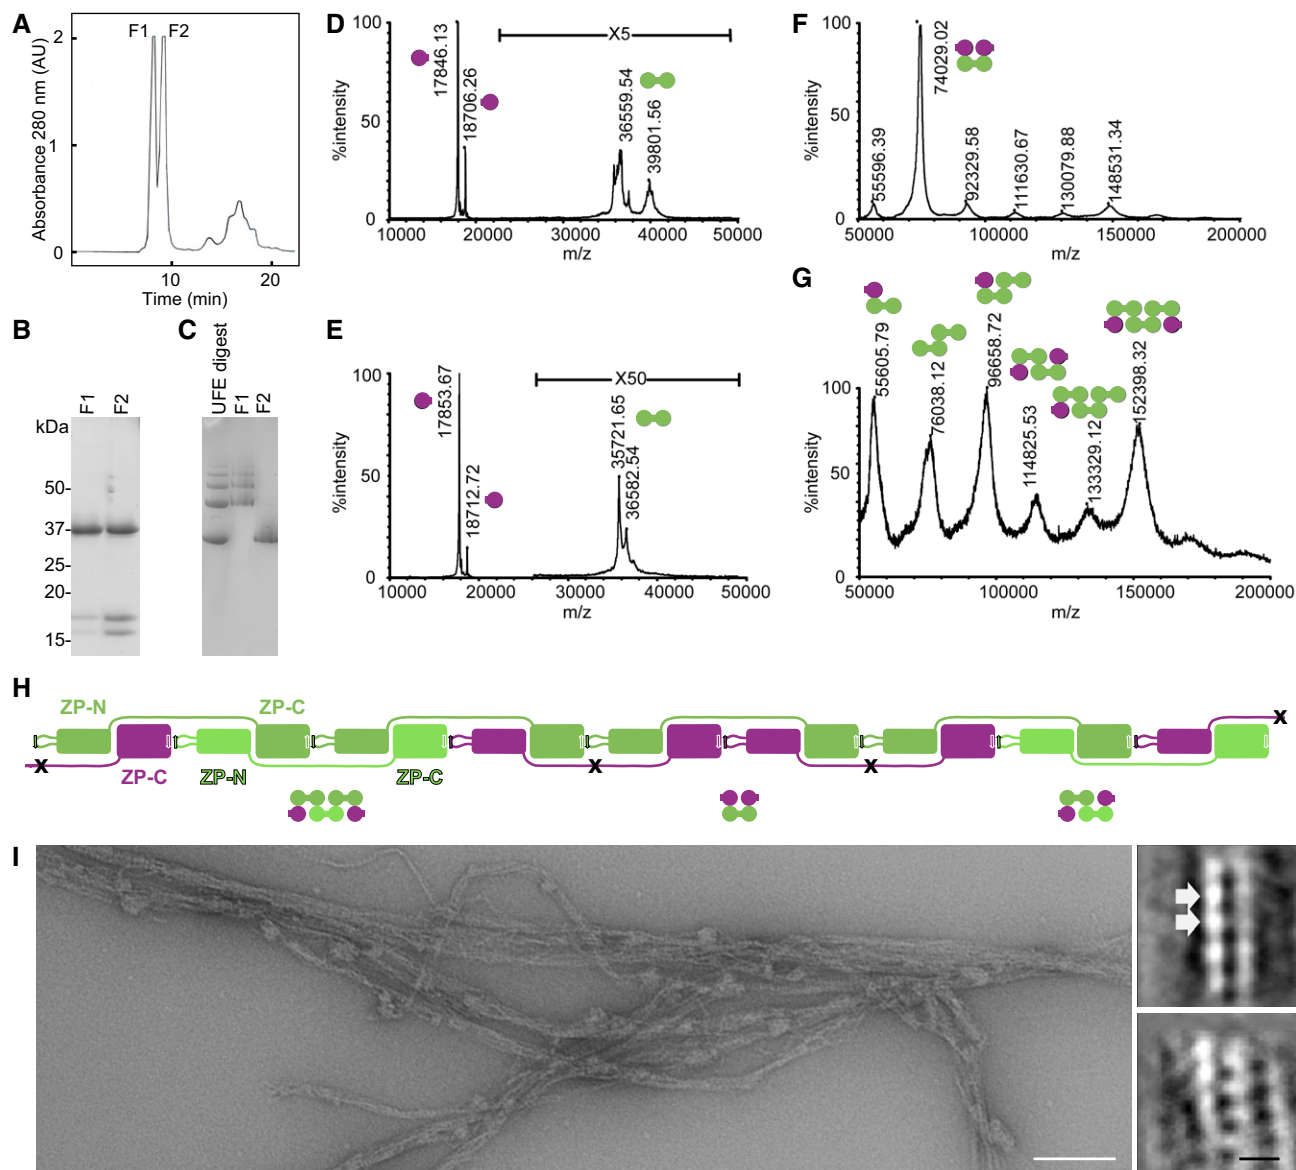 A
Absorbance 280 nm (AU)
2
1
0
F1 F2
10 20
Time (min)
B
kDa
F1 F2
50-
37-
25-
20-
15-
C
UFE digest
F1
F2
D
%intensity
100
50
0
X5
17846.13
18706.26
36559.54
39801.56
10000 20000 30000 40000 50000
m/z
E
%intensity
100
50
0
X50
17853.67
18712.72
35721.65
36582.54
10000 20000 30000 40000 50000
m/z
F
%intensity
100
50
0
55596.39
74029.02
92329.58
111630.67
130079.88
148531.34
50000 100000 150000 200000
m/z
G
%intensity
100
50
0
55605.79
76038.12
96658.72
114825.53
133329.12
152398.32
50000 100000 150000 200000
m/z
H
ZP-N ZP-C
X
X X X
ZP-C ZP-N ZP-C
I